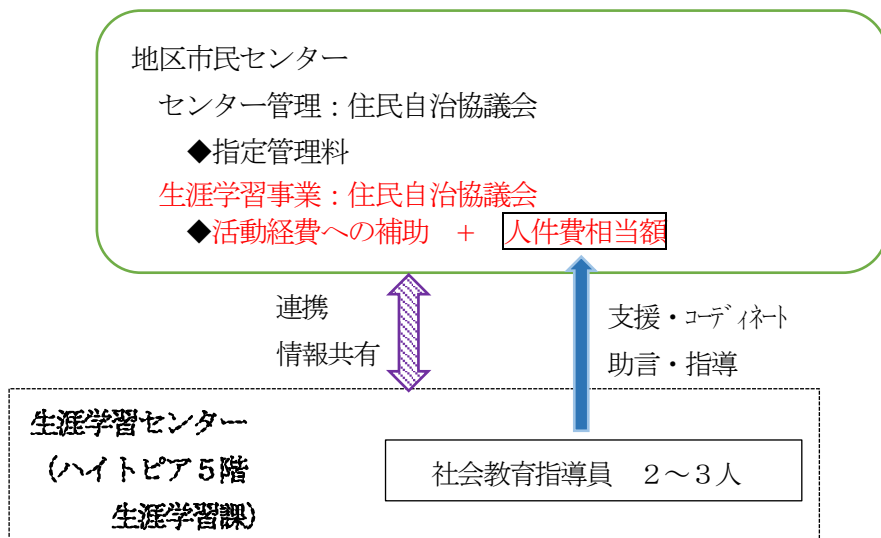 地区市民センター
センター管理：住民自治協議会
◆指定管理料
生涯学習事業：住民自治協議会
◆活動経費への補助　＋　人件費相当額
連携
情報共有
支援・ｺｰﾃﾞｨﾈｰﾄ
助言・指導
生涯学習センター
（ハイトピア５階
生涯学習課）
社会教育指導員　２～３人